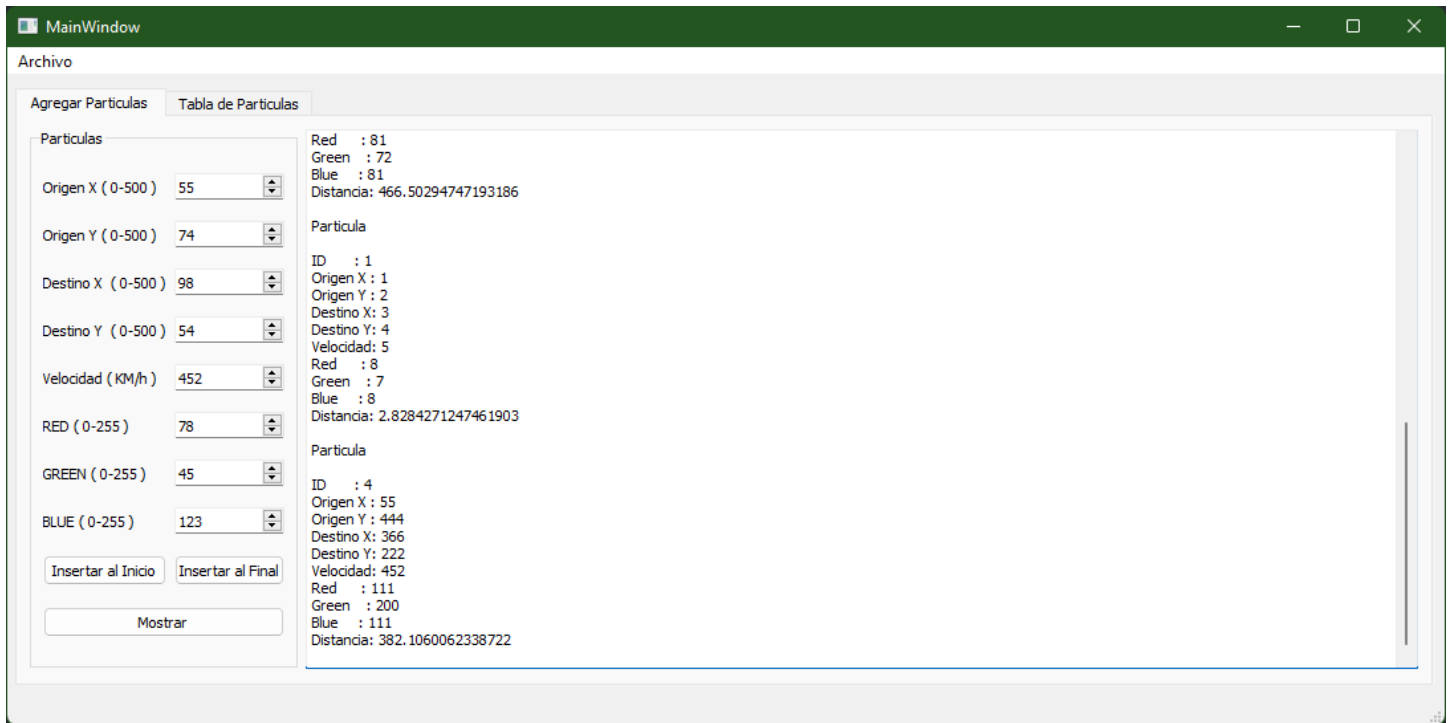 MainWindow
Archivo
Agregar Particulas
Tabla de Particulas
Particulas
Origen X ( 0-500 ) 55
Origen Y ( 0-500 ) 74
Destino X ( 0-500 ) 98
Destino Y ( 0-500 ) 54
Velocidad ( KM/h ) 452
RED ( 0-255 ) 78
GREEN ( 0-255 ) 45
BLUE ( 0-255 ) 123
Insertar al Inicio
Insertar al Final
Mostrar
Red : 81
Green : 72
Blue : 81
Distancia: 466.50294747193186
Particula
ID : 1
Origen X : 1
Origen Y : 2
Destino X: 3
Destino Y: 4
Velocidad: 5
Red : 8
Green : 7
Blue : 8
Distancia: 2.8284271247461903
Particula
ID : 4
Origen X : 55
Origen Y : 444
Destino X: 366
Destino Y: 222
Velocidad: 452
Red : 111
Green : 200
Blue : 111
Distancia: 382.1060062338722